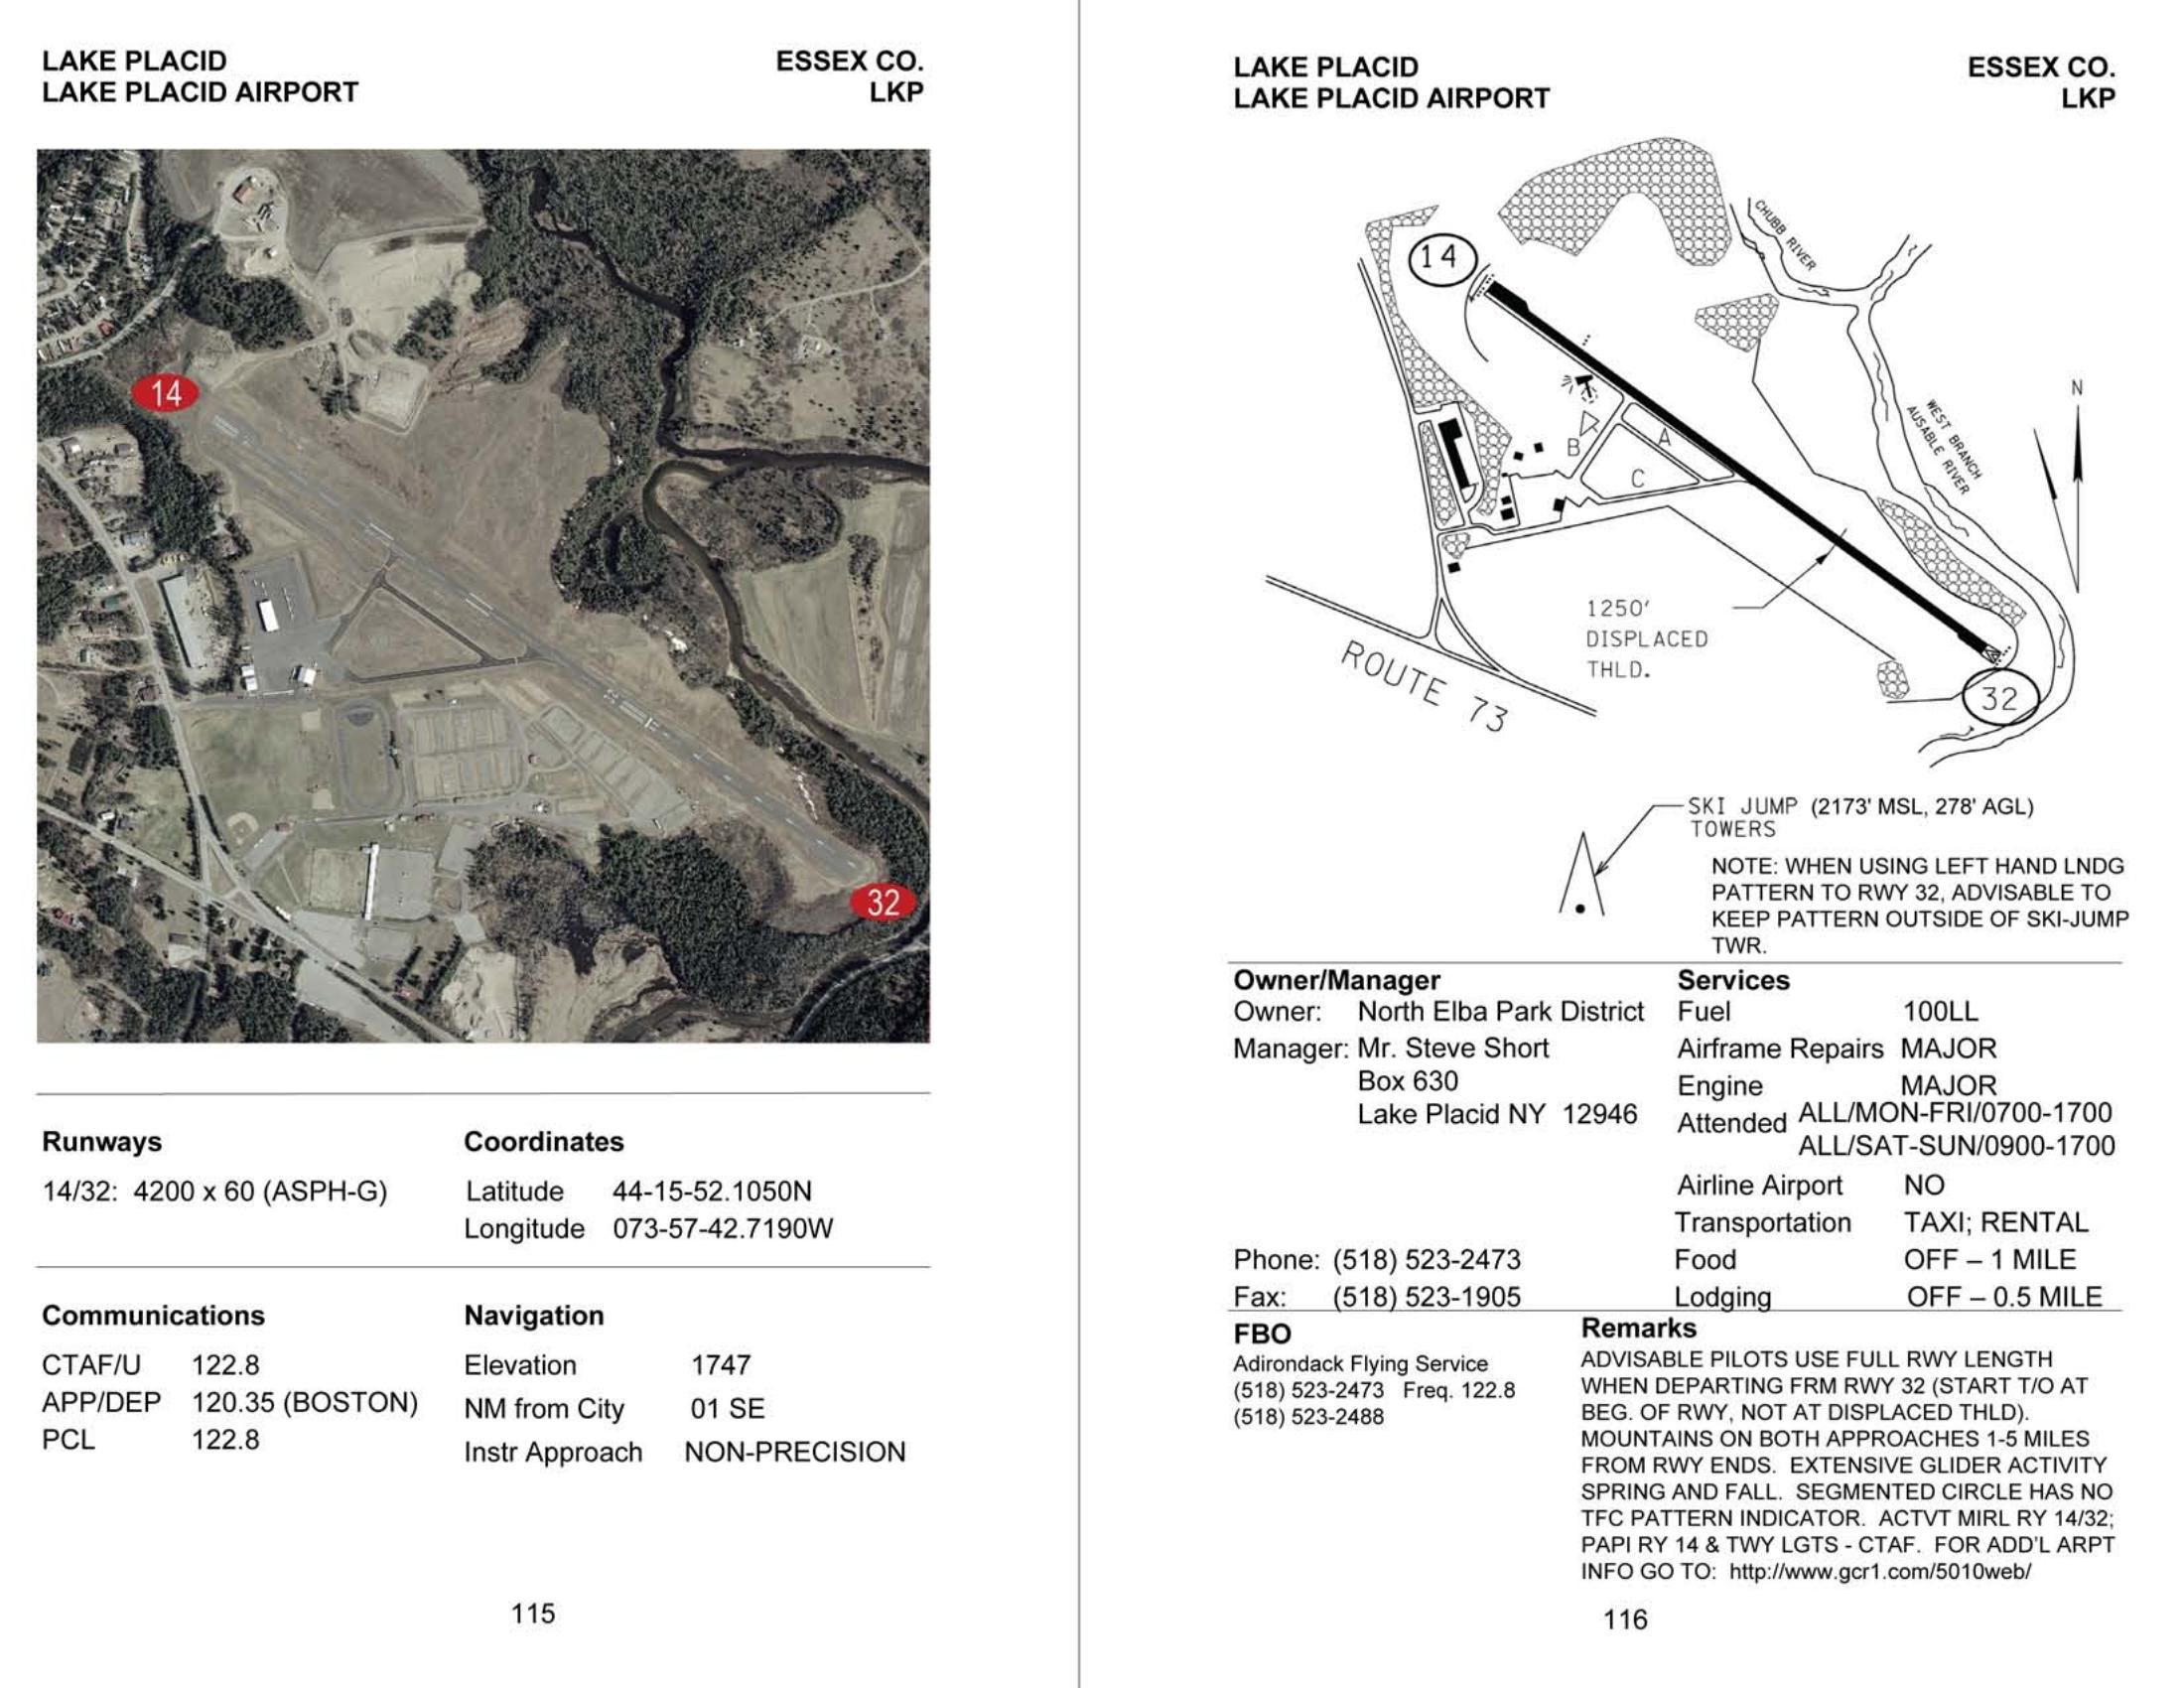 LAKE PLACID
LAKE PLACID AIRPORT
ESSEX CO.
LKP
14
32
Runways
14/32: 4200 x 60 (ASPH-G)
Coordinates
Latitude 44-15-52.1050N
Longitude 073-57-42.7190W
Communications
CTAF/U 122.8
APP/DEP 120.35 (BOSTON)
PCL 122.8
Navigation
Elevation 1747
NM from City 01 SE
Instr Approach NON-PRECISION
115
LAKE PLACID
LAKE PLACID AIRPORT
ESSEX CO.
LKP
CHUBB RIVER
14
N
WEST BRANCH
AUSABLE RIVER
A
B
C
1250'
DISPLACED
THLD.
ROUTE 73
32
SKI JUMP (2173' MSL, 278' AGL)
TOWERS
NOTE: WHEN USING LEFT HAND LNDG
PATTERN TO RWY 32, ADVISABLE TO
KEEP PATTERN OUTSIDE OF SKI-JUMP
TWR.
Owner/Manager
Owner: North Elba Park District
Manager: Mr. Steve Short
Box 630
Lake Placid NY 12946
Phone: (518) 523-2473
Fax: (518) 523-1905
Services
Fuel 100LL
Airframe Repairs MAJOR
Engine MAJOR
Attended ALL/MON-FRI/0700-1700
ALL/SAT-SUN/0900-1700
Airline Airport NO
Transportation TAXI; RENTAL
Food OFF – 1 MILE
Lodging OFF – 0.5 MILE
FBO
Adirondack Flying Service
(518) 523-2473 Freq. 122.8
(518) 523-2488
Remarks
ADVISABLE PILOTS USE FULL RWY LENGTH
WHEN DEPARTING FRM RWY 32 (START T/O AT
BEG. OF RWY, NOT AT DISPLACED THLD).
MOUNTAINS ON BOTH APPROACHES 1-5 MILES
FROM RWY ENDS. EXTENSIVE GLIDER ACTIVITY
SPRING AND FALL. SEGMENTED CIRCLE HAS NO
TFC PATTERN INDICATOR. ACTVT MIRL RY 14/32;
PAPI RY 14 & TWY LGTS - CTAF. FOR ADD'L ARPT
INFO GO TO: http://www.gcr1.com/5010web/
116